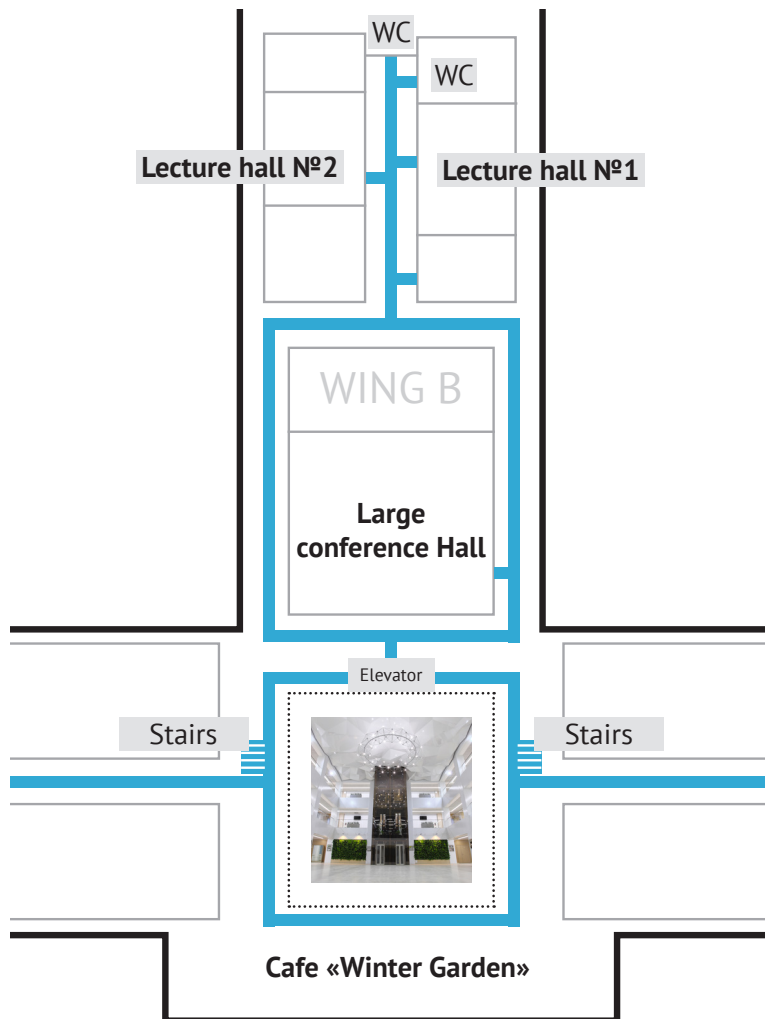 WC
WC
Lecture hall №2
Lecture hall №1
WING B
Large
conference Hall
Elevator
Stairs
Stairs
Cafe «Winter Garden»